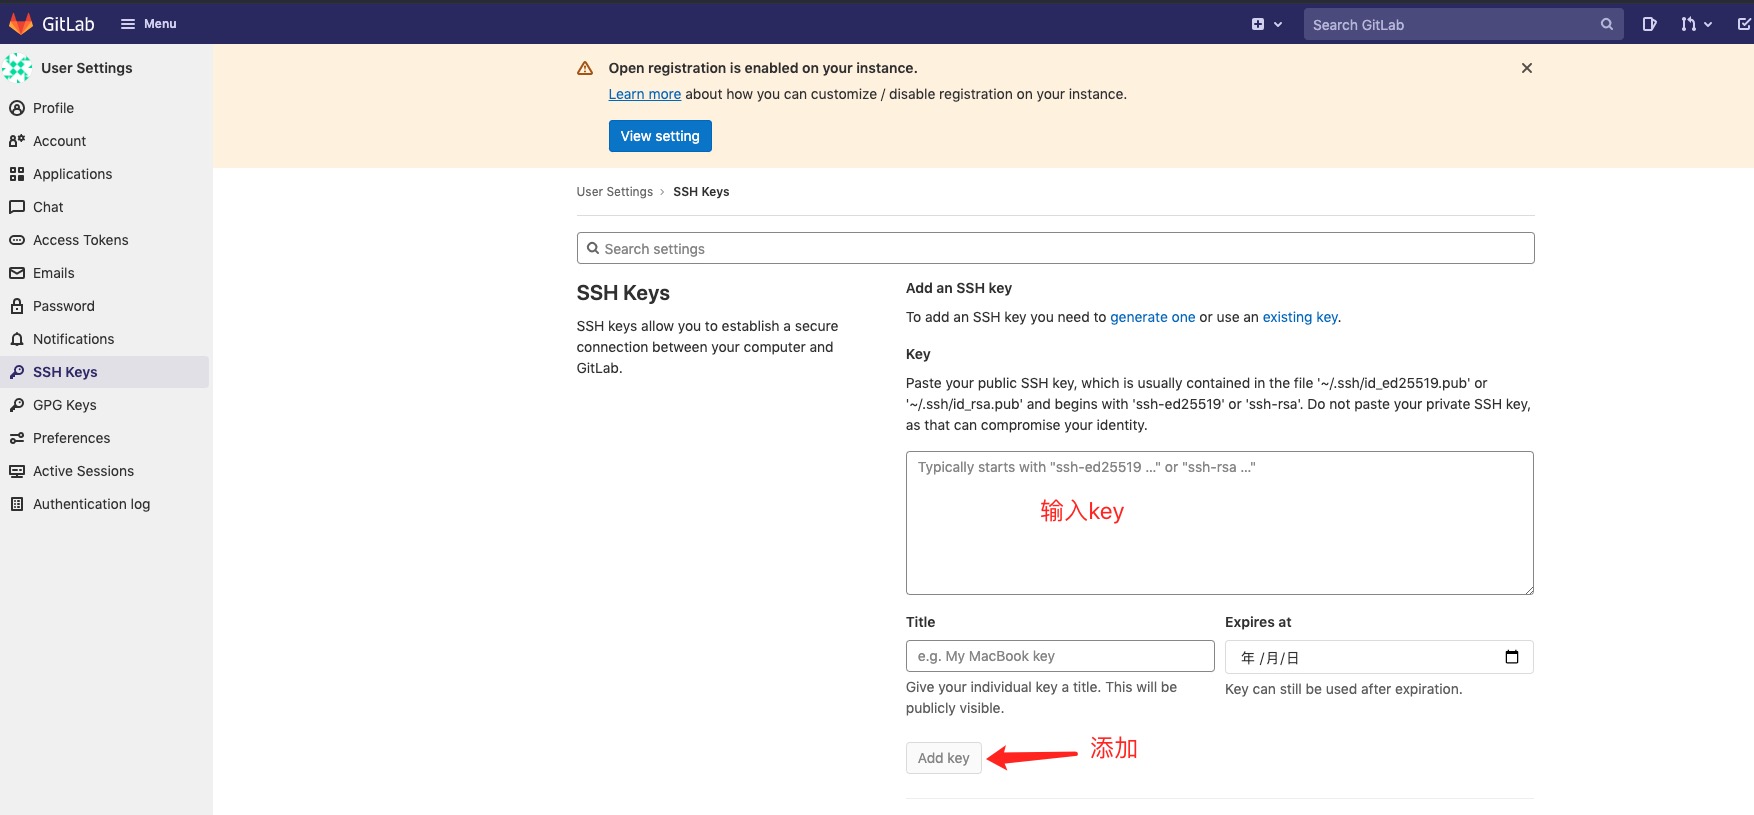 GitLab
Menu
Search GitLab
User Settings
Profile
Account
Applications
Chat
Access Tokens
Emails
Password
Notifications
SSH Keys
GPG Keys
Preferences
Active Sessions
Authentication log
Open registration is enabled on your instance.
Learn more about how you can customize / disable registration on your instance.
View setting
User Settings › SSH Keys
Search settings
SSH Keys
SSH keys allow you to establish a secure
connection between your computer and
GitLab.
Add an SSH key
To add an SSH key you need to generate one or use an existing key.
Key
Paste your public SSH key, which is usually contained in the file '~/.ssh/id_ed25519.pub' or
'~/.ssh/id_rsa.pub' and begins with 'ssh-ed25519' or 'ssh-rsa'. Do not paste your private SSH key,
as that can compromise your identity.
Typically starts with "ssh-ed25519 …" or "ssh-rsa …"
输入key
Title
e.g. My MacBook key
Give your individual key a title. This will be
publicly visible.
Expires at
年 /月/日
Key can still be used after expiration.
Add key
添加